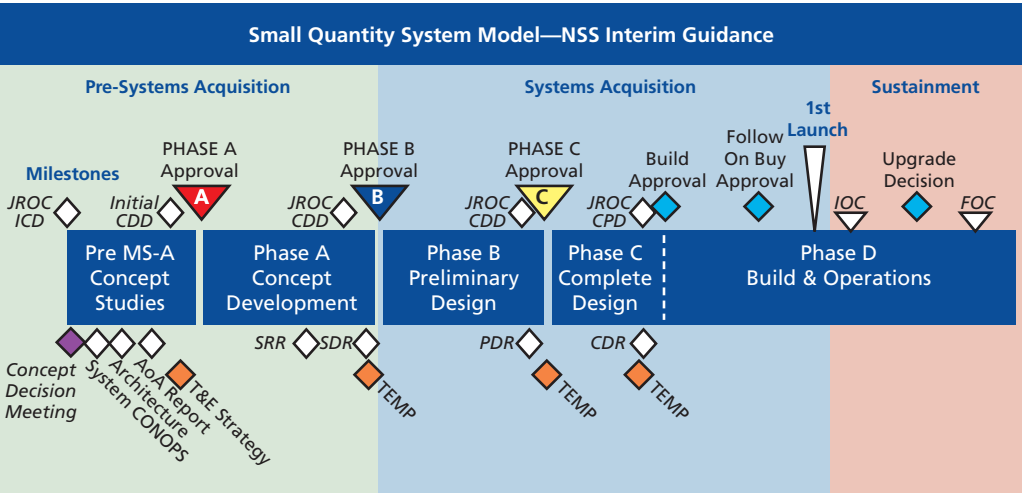 Small Quantity System Model—NSS Interim Guidance
Pre-Systems Acquisition
Systems Acquisition
Sustainment
Milestones
JROC
ICD
Initial
CDD
PHASE A
Approval
A
JROC
CDD
PHASE B
Approval
B
JROC
CDD
PHASE C
Approval
C
JROC
CPD
Build
Approval
Follow
On Buy
Approval
1st
Launch
IOC
Upgrade
Decision
FOC
Pre MS-A
Concept
Studies
Phase A
Concept
Development
Phase B
Preliminary
Design
Phase C
Complete
Design
Phase D
Build & Operations
Concept
Decision
Meeting
System CONOPS
Architecture
AoA Report
T&E Strategy
SRR
SDR
TEMP
PDR
TEMP
CDR
TEMP